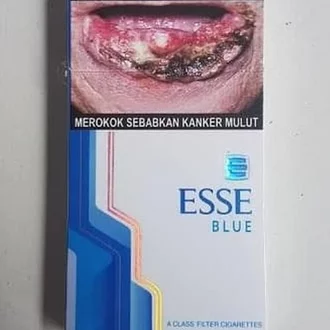 MEROKOK SEBABKAN KANKER MULUT
ESSE
BLUE
A CLASS FILTER CIGARETTES